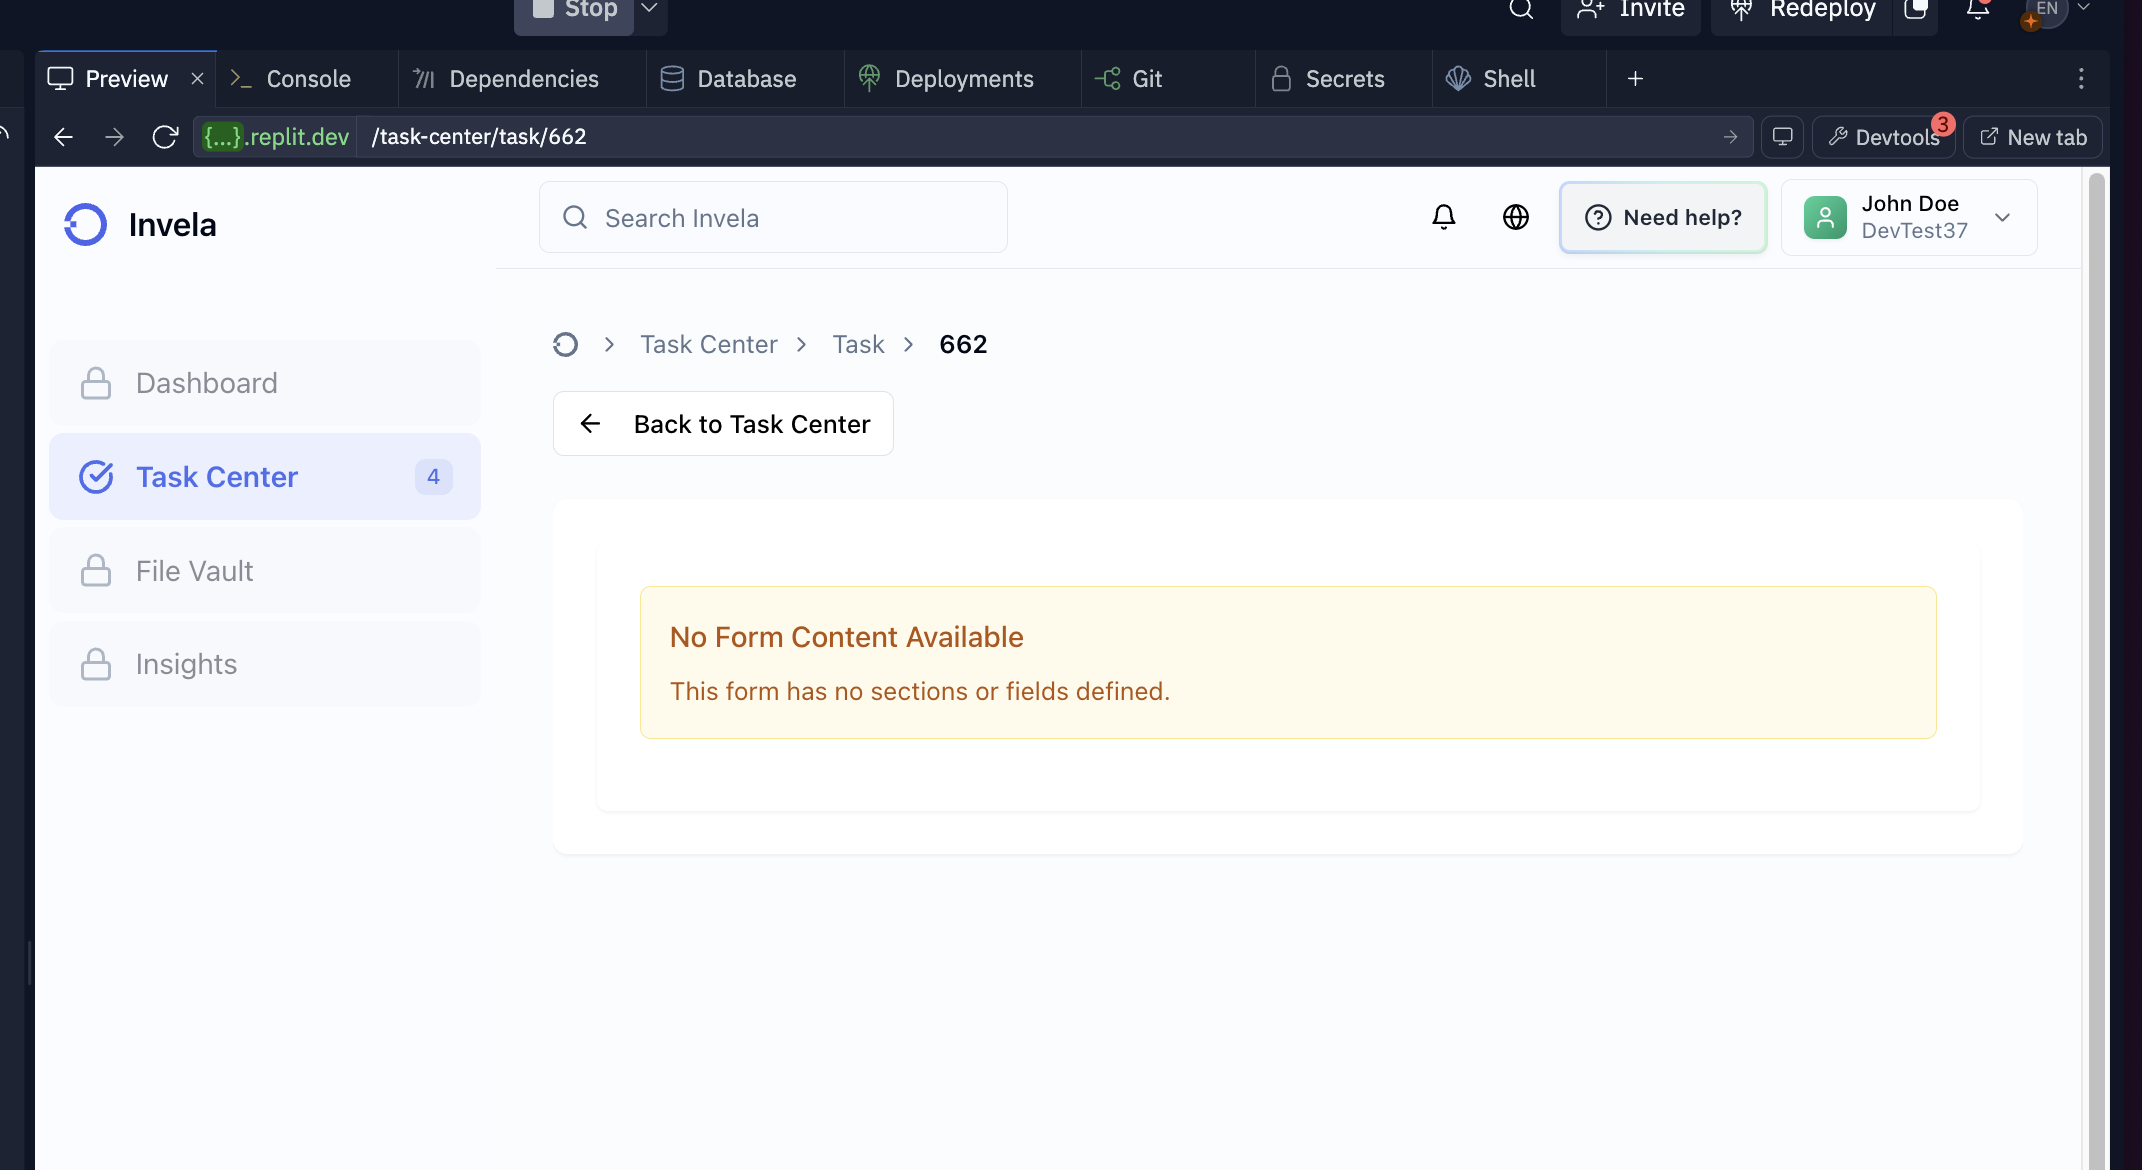 Stop
Invite
Redeploy
EN
Preview
Console
Dependencies
Database
Deployments
Git
Secrets
Shell
{...}.replit.dev
/task-center/task/662
Devtools
3
New tab
Invela
Search Invela
Need help?
John Doe
DevTest37
Dashboard
Task Center
4
File Vault
Insights
Task Center
Task
662
Back to Task Center
No Form Content Available
This form has no sections or fields defined.